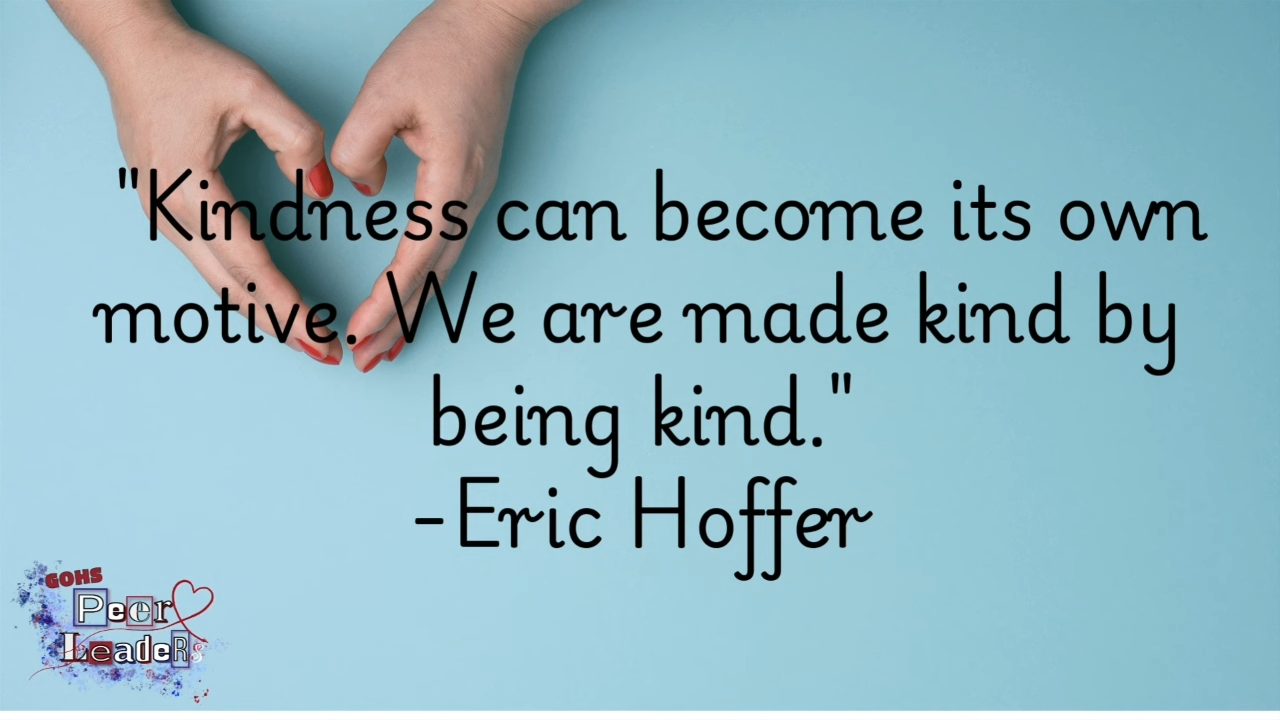 "Kindness can become its own
motive. We are made kind by
being kind."
-Eric Hoffer
GOHS
Peer
Leaders